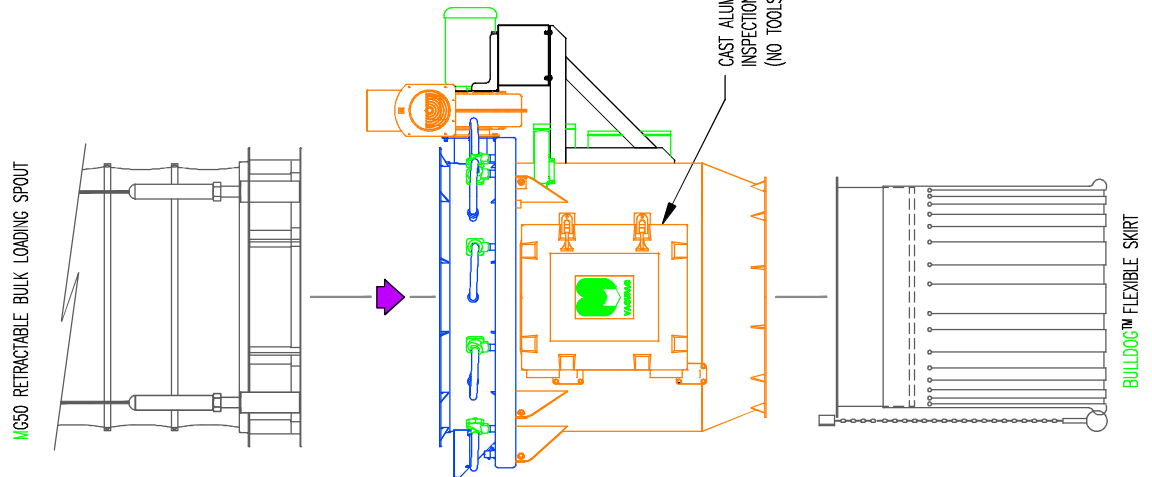 MG50 RETRACTABLE BULK LOADING SPOUT
CAST ALUM
INSPECTION
(NO TOOLS
BULLDOG™ FLEXIBLE SKIRT